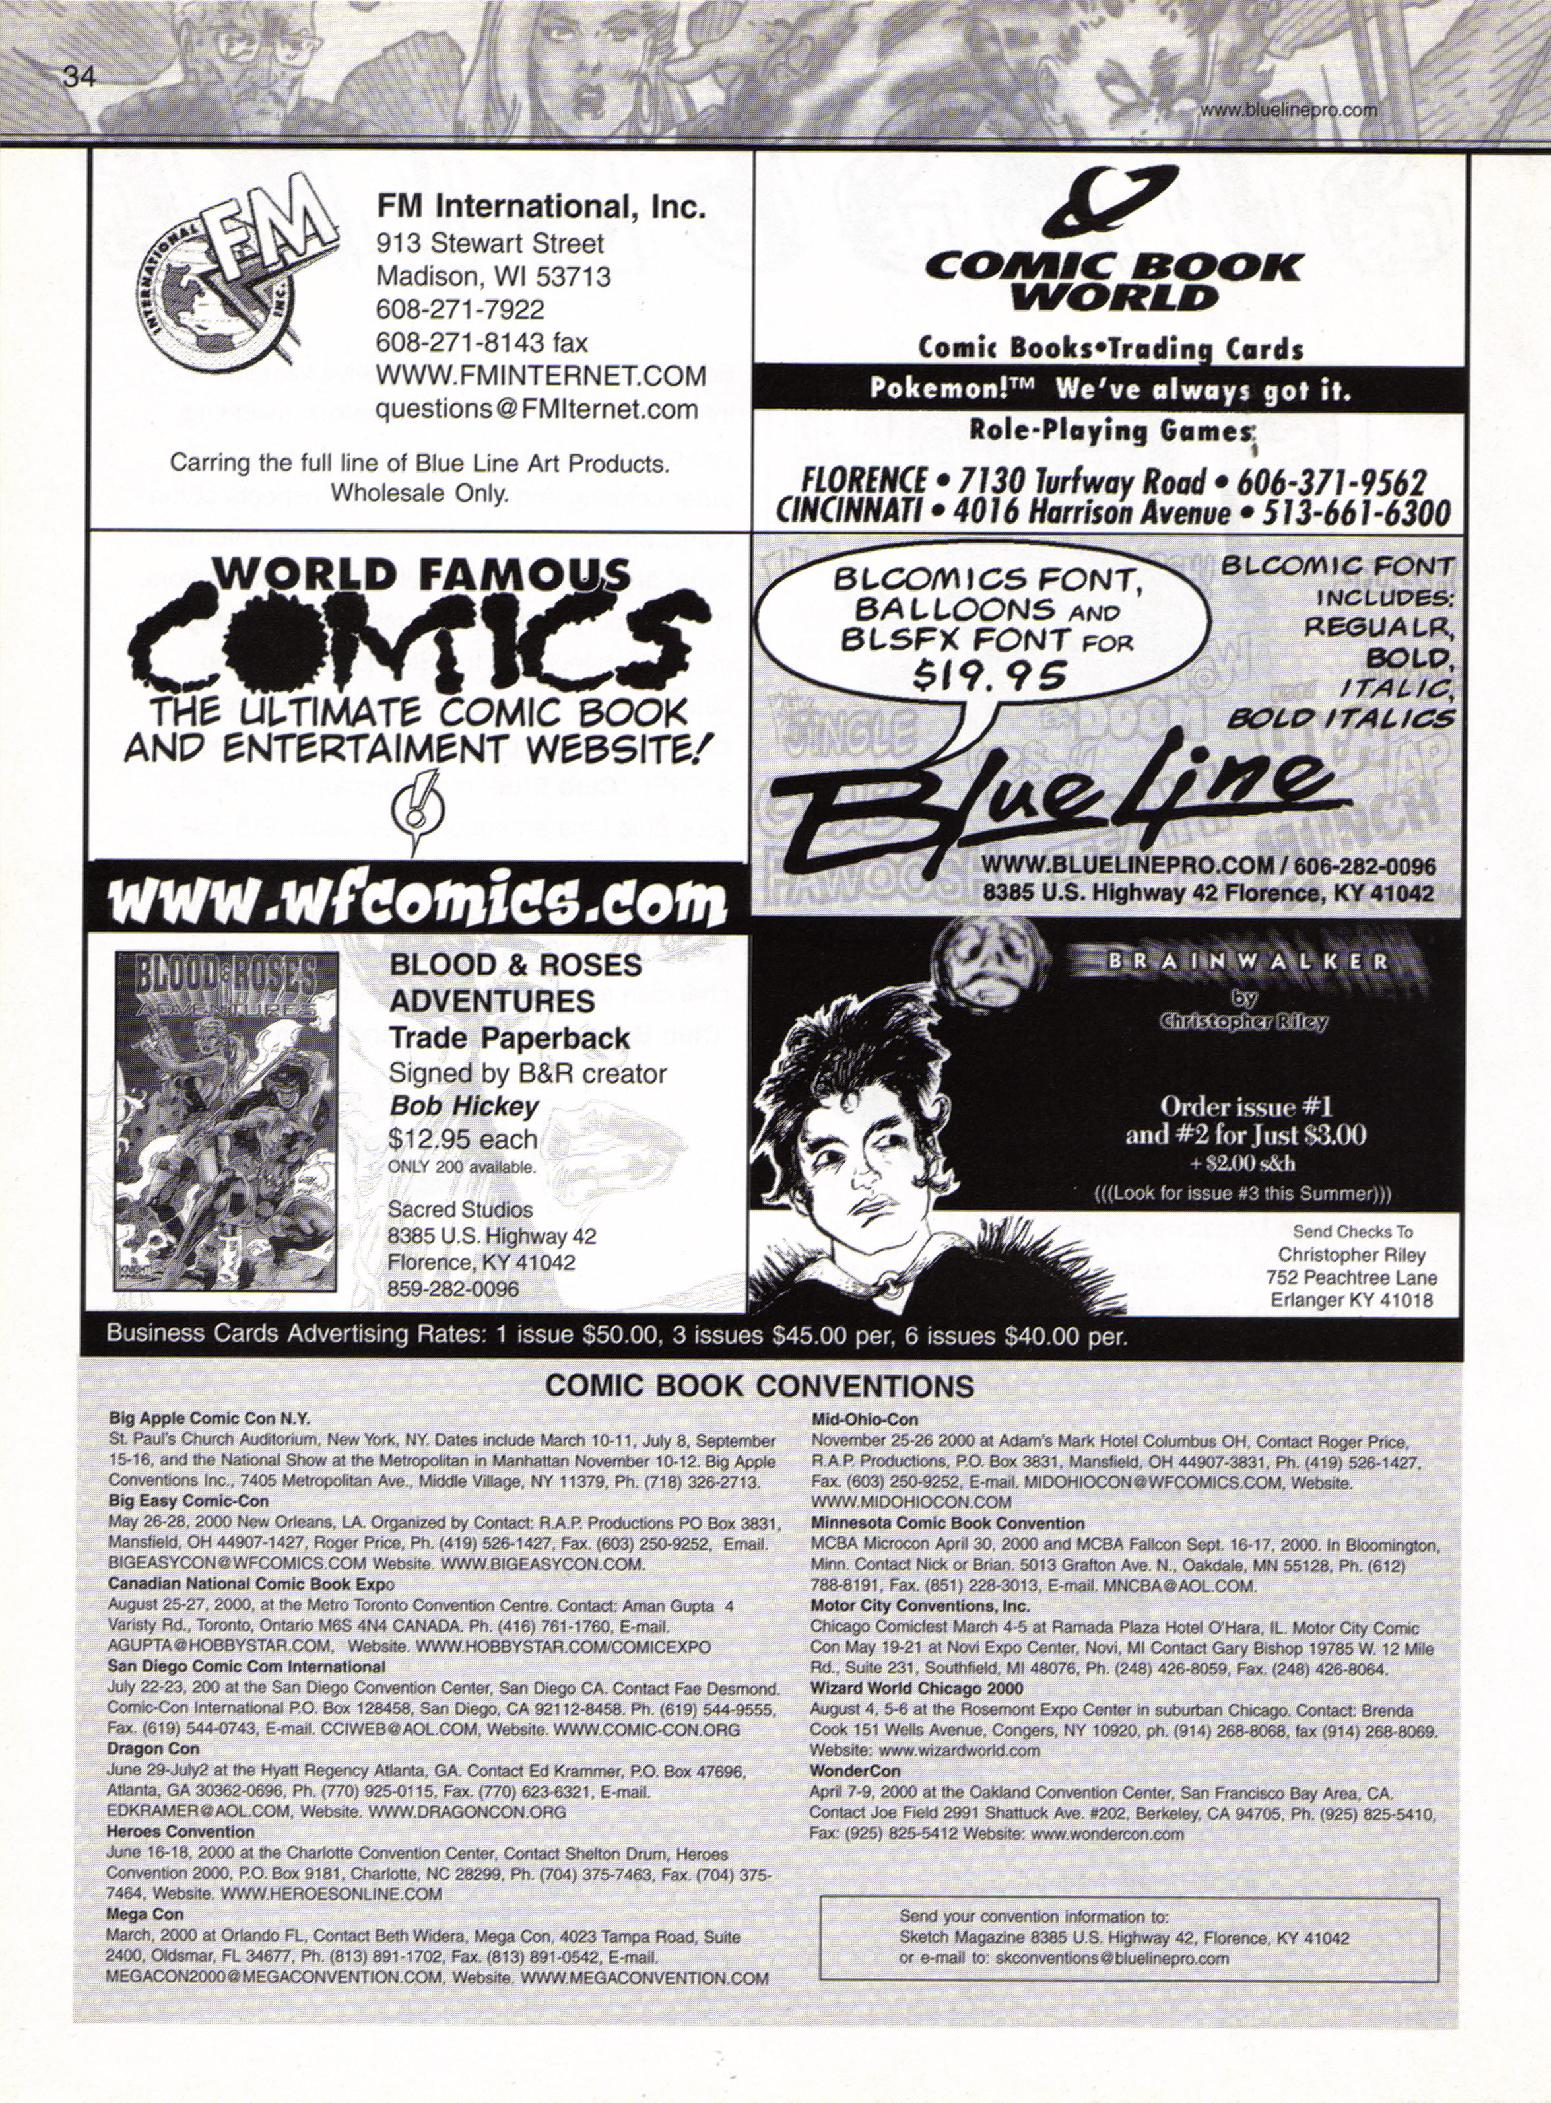 34
www.bluelinepro.com
INTERNATIONAL
FM
INC.
FM International, Inc.
913 Stewart Street
Madison, WI 53713
608-271-7922
608-271-8143 fax
WWW.FMINTERNET.COM
questions@FMIternet.com
Carring the full line of Blue Line Art Products.
Wholesale Only.
COMIC BOOK
WORLD
Comic Books•Trading Cards
Pokemon!™ We've always got it.
Role-Playing Games
FLORENCE • 7130 Turfway Road • 606-371-9562
CINCINNATI • 4016 Harrison Avenue • 513-661-6300
WORLD FAMOUS
COMICS
THE ULTIMATE COMIC BOOK
AND ENTERTAIMENT WEBSITE!
www.wfcomics.com
BLCOMICS FONT,
BALLOONS AND
BLSFX FONT FOR
$19.95
BLCOMIC FONT
INCLUDES:
REGUALR,
BOLD,
ITALIC,
BOLD ITALICS
Blue Line
WWW.BLUELINEPRO.COM / 606-282-0096
8385 U.S. Highway 42 Florence, KY 41042
BLOOD & ROSES
ADVENTURES
KNIGHT
BLOOD & ROSES
ADVENTURES
Trade Paperback
Signed by B&R creator
Bob Hickey
$12.95 each
ONLY 200 available.
Sacred Studios
8385 U.S. Highway 42
Florence, KY 41042
859-282-0096
BRAINWALKER
by
Christopher Riley
Order issue #1
and #2 for Just $3.00
+ $2.00 s&h
(((Look for issue #3 this Summer)))
Send Checks To
Christopher Riley
752 Peachtree Lane
Erlanger KY 41018
Business Cards Advertising Rates: 1 issue $50.00, 3 issues $45.00 per, 6 issues $40.00 per.
COMIC BOOK CONVENTIONS
Big Apple Comic Con N.Y.
St. Paul's Church Auditorium, New York, NY. Dates include March 10-11, July 8, September
15-16, and the National Show at the Metropolitan in Manhattan November 10-12. Big Apple
Conventions Inc., 7405 Metropolitan Ave., Middle Village, NY 11379, Ph. (718) 326-2713.
Big Easy Comic-Con
May 26-28, 2000 New Orleans, LA. Organized by Contact: R.A.P. Productions PO Box 3831,
Mansfield, OH 44907-1427, Roger Price, Ph. (419) 526-1427, Fax. (603) 250-9252, Email.
BIGEASYCON@WFCOMICS.COM Website. WWW.BIGEASYCON.COM.
Canadian National Comic Book Expo
August 25-27, 2000, at the Metro Toronto Convention Centre. Contact: Aman Gupta 4
Varisty Rd., Toronto, Ontario M6S 4N4 CANADA. Ph. (416) 761-1760, E-mail.
AGUPTA@HOBBYSTAR.COM, Website. WWW.HOBBYSTAR.COM/COMICEXPO
San Diego Comic Com International
July 22-23, 200 at the San Diego Convention Center, San Diego CA. Contact Fae Desmond.
Comic-Con International P.O. Box 128458, San Diego, CA 92112-8458. Ph. (619) 544-9555,
Fax. (619) 544-0743, E-mail. CCIWEB@AOL.COM, Website. WWW.COMIC-CON.ORG
Dragon Con
June 29-July2 at the Hyatt Regency Atlanta, GA. Contact Ed Krammer, P.O. Box 47696,
Atlanta, GA 30362-0696, Ph. (770) 925-0115, Fax. (770) 623-6321, E-mail.
EDKRAMER@AOL.COM, Website. WWW.DRAGONCON.ORG
Heroes Convention
June 16-18, 2000 at the Charlotte Convention Center, Contact Shelton Drum, Heroes
Convention 2000, P.O. Box 9181, Charlotte, NC 28299, Ph. (704) 375-7463, Fax. (704) 375-
7464, Website. WWW.HEROESONLINE.COM
Mega Con
March, 2000 at Orlando FL, Contact Beth Widera, Mega Con, 4023 Tampa Road, Suite
2400, Oldsmar, FL 34677, Ph. (813) 891-1702, Fax. (813) 891-0542, E-mail.
MEGACON2000@MEGACONVENTION.COM, Website. WWW.MEGACONVENTION.COM
Mid-Ohio-Con
November 25-26 2000 at Adam's Mark Hotel Columbus OH, Contact Roger Price,
R.A.P. Productions, P.O. Box 3831, Mansfield, OH 44907-3831, Ph. (419) 526-1427,
Fax. (603) 250-9252, E-mail. MIDOHIOCON@WFCOMICS.COM, Website.
WWW.MIDOHIOCON.COM
Minnesota Comic Book Convention
MCBA Microcon April 30, 2000 and MCBA Fallcon Sept. 16-17, 2000. In Bloomington,
Minn. Contact Nick or Brian. 5013 Grafton Ave. N., Oakdale, MN 55128, Ph. (612)
788-8191, Fax. (851) 228-3013, E-mail. MNCBA@AOL.COM.
Motor City Conventions, Inc.
Chicago Comicfest March 4-5 at Ramada Plaza Hotel O'Hara, IL. Motor City Comic
Con May 19-21 at Novi Expo Center, Novi, MI Contact Gary Bishop 19785 W. 12 Mile
Rd., Suite 231, Southfield, MI 48076, Ph. (248) 426-8059, Fax. (248) 426-8064.
Wizard World Chicago 2000
August 4, 5-6 at the Rosemont Expo Center in suburban Chicago. Contact: Brenda
Cook 151 Wells Avenue, Congers, NY 10920, ph. (914) 268-8068, fax (914) 268-8069.
Website: www.wizardworld.com
WonderCon
April 7-9, 2000 at the Oakland Convention Center, San Francisco Bay Area, CA.
Contact Joe Field 2991 Shattuck Ave. #202, Berkeley, CA 94705, Ph. (925) 825-5410,
Fax: (925) 825-5412 Website: www.wondercon.com
Send your convention information to:
Sketch Magazine 8385 U.S. Highway 42, Florence, KY 41042
or e-mail to: skconventions@bluelinepro.com